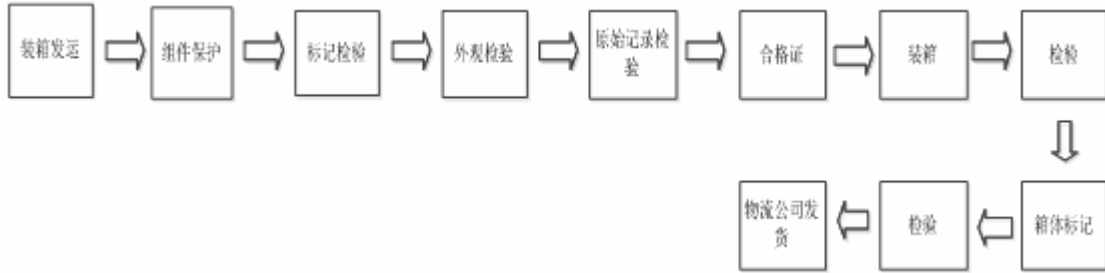 装箱发运
组件保护
标记检验
外观检验
原始记录检
验
合格证
装箱
检验
箱体标记
检验
物流公司发
货